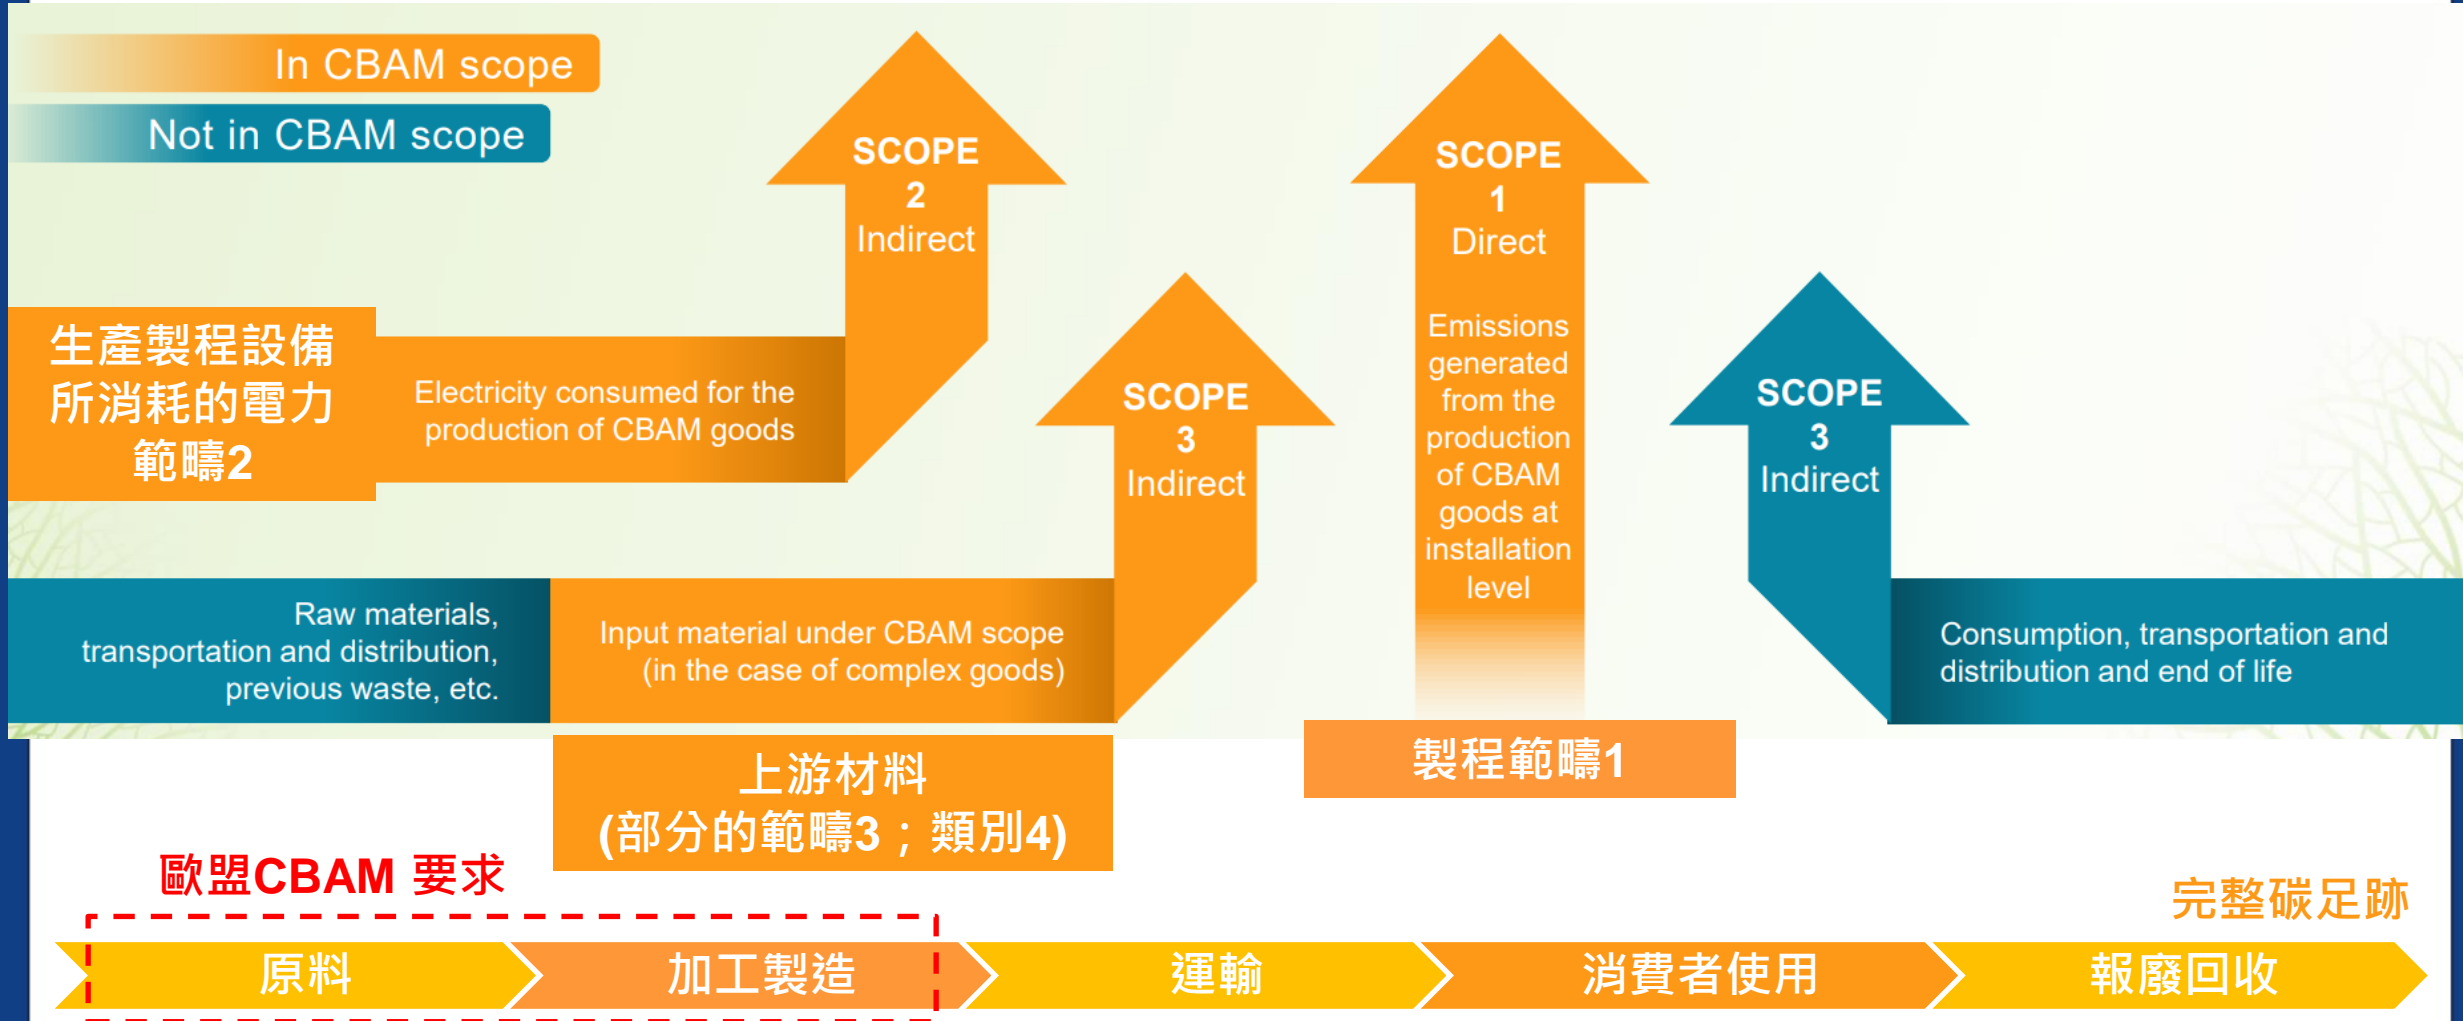 In CBAM scope
Not in CBAM scope
SCOPE
2
Indirect
SCOPE
1
Direct
Emissions
generated
from the
production
of CBAM
goods at
installation
level
SCOPE
3
Indirect
SCOPE
3
Indirect
生產製程設備
所消耗的電力
範疇2
Electricity consumed for the
production of CBAM goods
Raw materials,
transportation and distribution,
previous waste, etc.
Input material under CBAM scope
(in the case of complex goods)
Consumption, transportation and
distribution and end of life
上游材料
(部分的範疇3；類別4)
製程範疇1
歐盟CBAM 要求
完整碳足跡
原料
加工製造
運輸
消費者使用
報廢回收